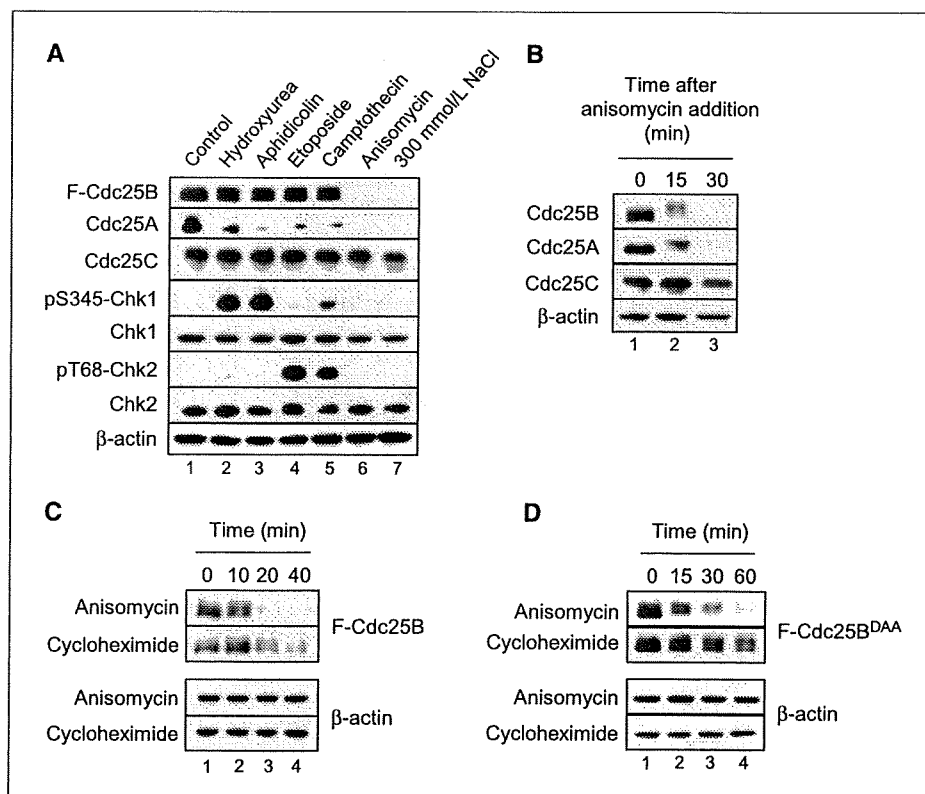 A
Control
Hydroxyurea
Aphidicolin
Etoposide
Camptothecin
Anisomycin
300 mmol/L NaCl
F-Cdc25B
Cdc25A
Cdc25C
pS345-Chk1
Chk1
pT68-Chk2
Chk2
β-actin
1 2 3 4 5 6 7
B
Time after
anisomycin addition
(min)
0 15 30
Cdc25B
Cdc25A
Cdc25C
β-actin
1 2 3
C
Time (min)
0 10 20 40
Anisomycin
Cycloheximide
F-Cdc25B
Anisomycin
Cycloheximide
β-actin
1 2 3 4
D
Time (min)
0 15 30 60
Anisomycin
Cycloheximide
F-Cdc25BDAA
Anisomycin
Cycloheximide
β-actin
1 2 3 4